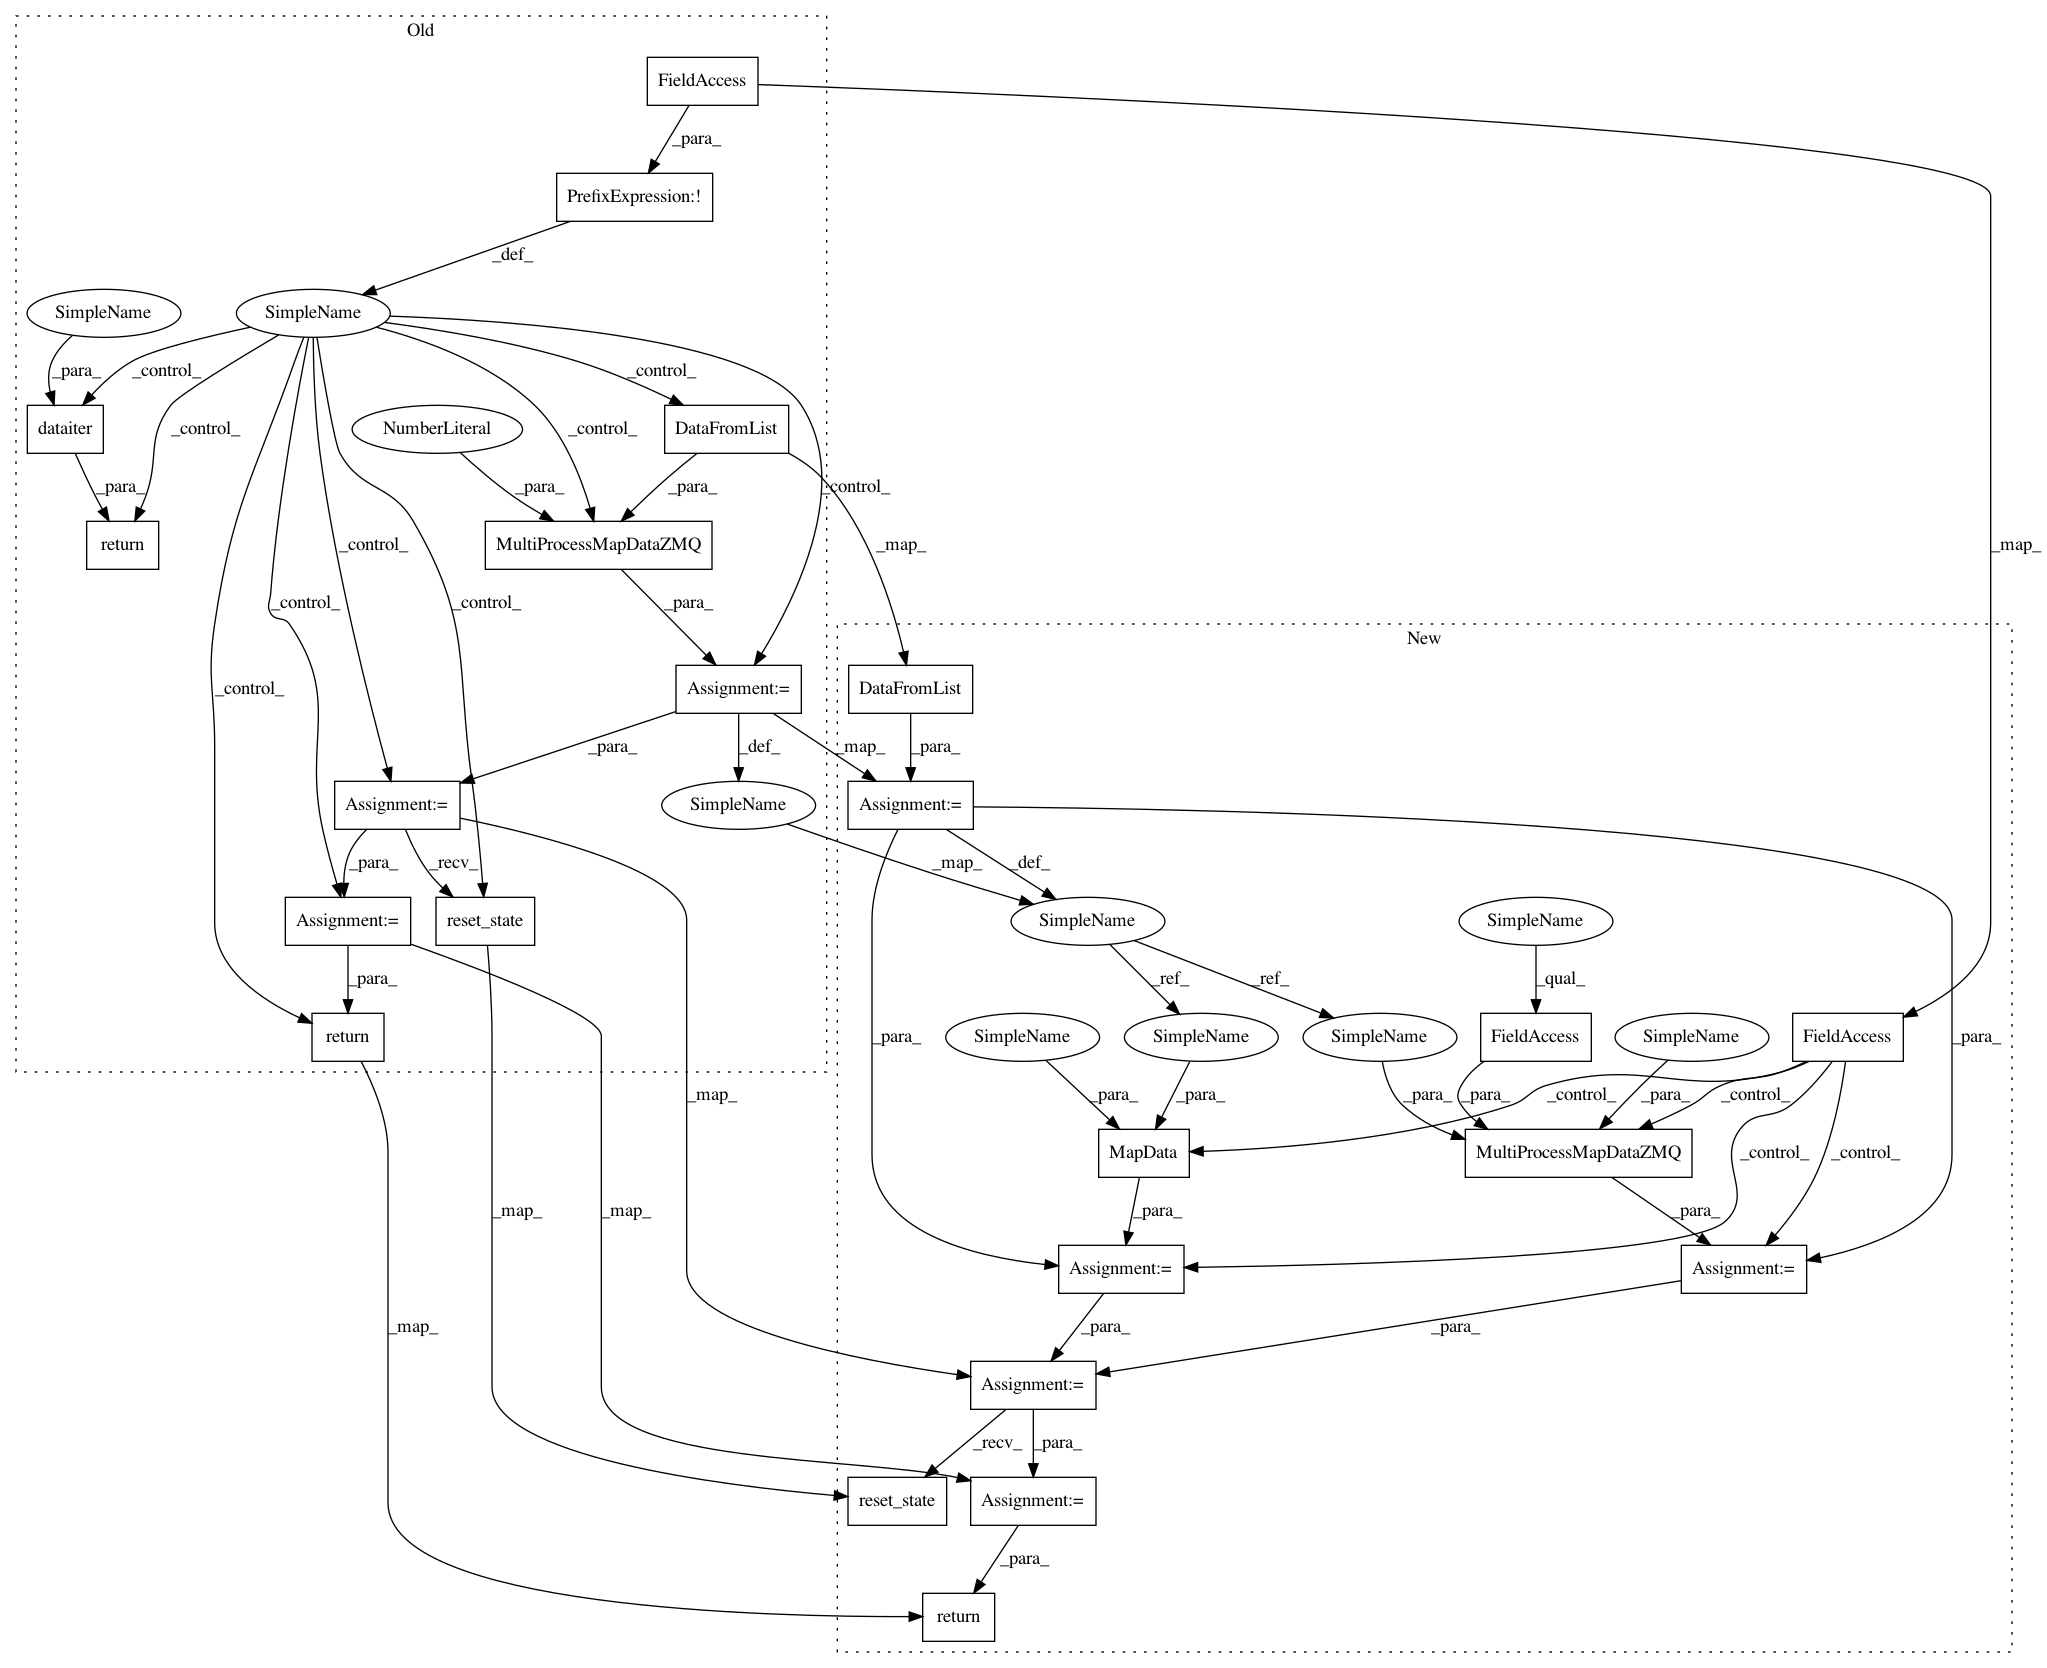 Old
FieldAccess
_para_
PrefixExpression:!
_def_
SimpleName
SimpleName
_para_
_control_
_control_
_control_
dataiter
_control_
NumberLiteral
_control_
DataFromList
_para_
_para_
_para_
_control_
return
_control_
MultiProcessMapDataZMQ
_map_
_map_
_control_
_control_
_para_
New
_control_
Assignment:=
DataFromList
_para_
_def_
_map_
_para_
Assignment:=
SimpleName
Assignment:=
_para_
_recv_
_map_
_def_
Assignment:=
reset_state
SimpleName
SimpleName
_para_
_ref_
_ref_
_qual_
return
_para_
SimpleName
SimpleName
SimpleName
FieldAccess
SimpleName
FieldAccess
_para_
_map_
_para_
_para_
_para_
_para_
_para_
_control_
_control_
MapData
MultiProcessMapDataZMQ
_control_
_control_
_map_
_map_
_para_
_para_
Assignment:=
Assignment:=
_map_
_para_
_para_
Assignment:=
_recv_
_para_
reset_state
Assignment:=
_para_
return